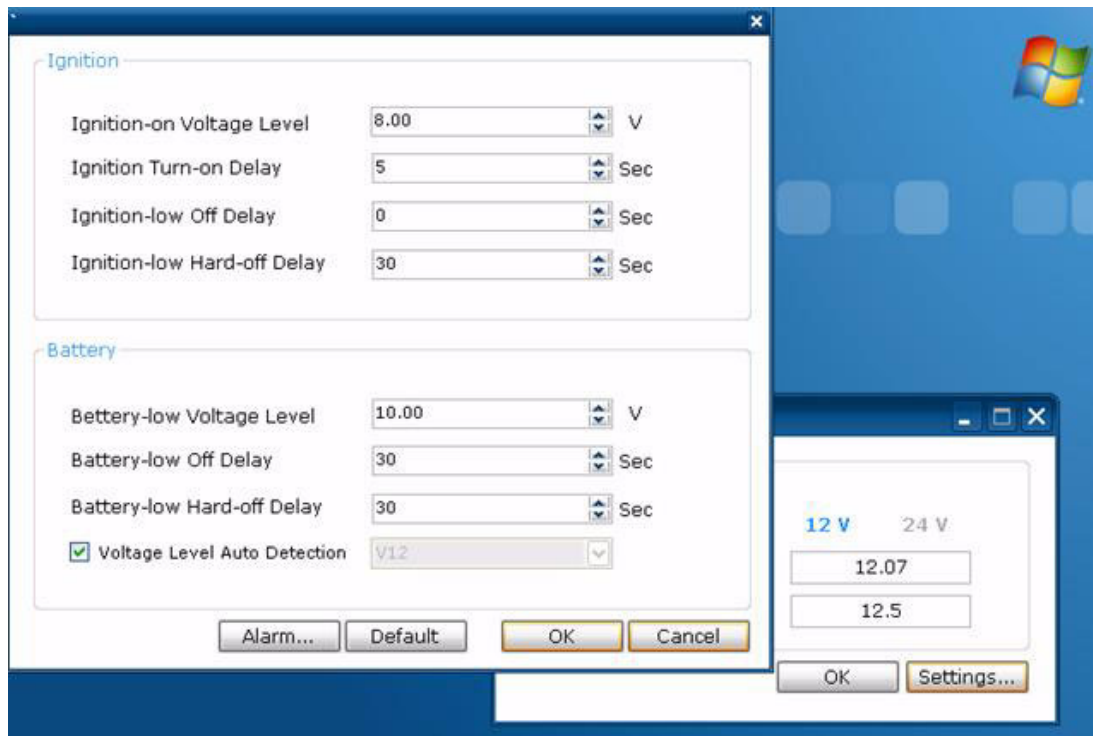 Ignition
Ignition-on Voltage Level 8.00 V
Ignition Turn-on Delay 5 Sec
Ignition-low Off Delay 0 Sec
Ignition-low Hard-off Delay 30 Sec
Battery
Bettery-low Voltage Level 10.00 V
Battery-low Off Delay 30 Sec
Battery-low Hard-off Delay 30 Sec
Voltage Level Auto Detection V12
Alarm... Default OK Cancel
12 V 24 V
12.07
12.5
OK Settings...